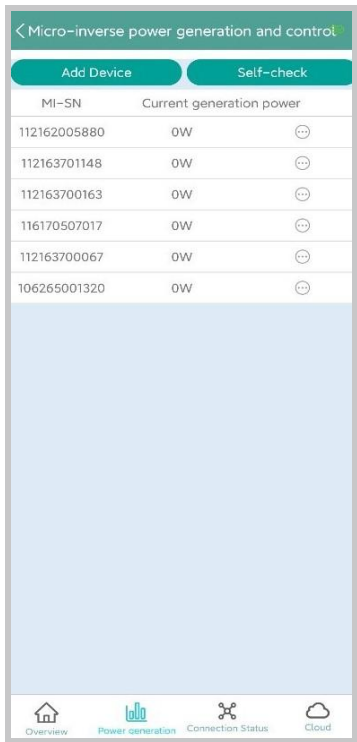 Micro-inverse power generation and control
Add Device Self-check
MI-SN Current generation power
112162005880 0W
112163701148 0W
112163700163 0W
116170507017 0W
112163700067 0W
106265001320 0W
Overview Power generation Connection Status Cloud